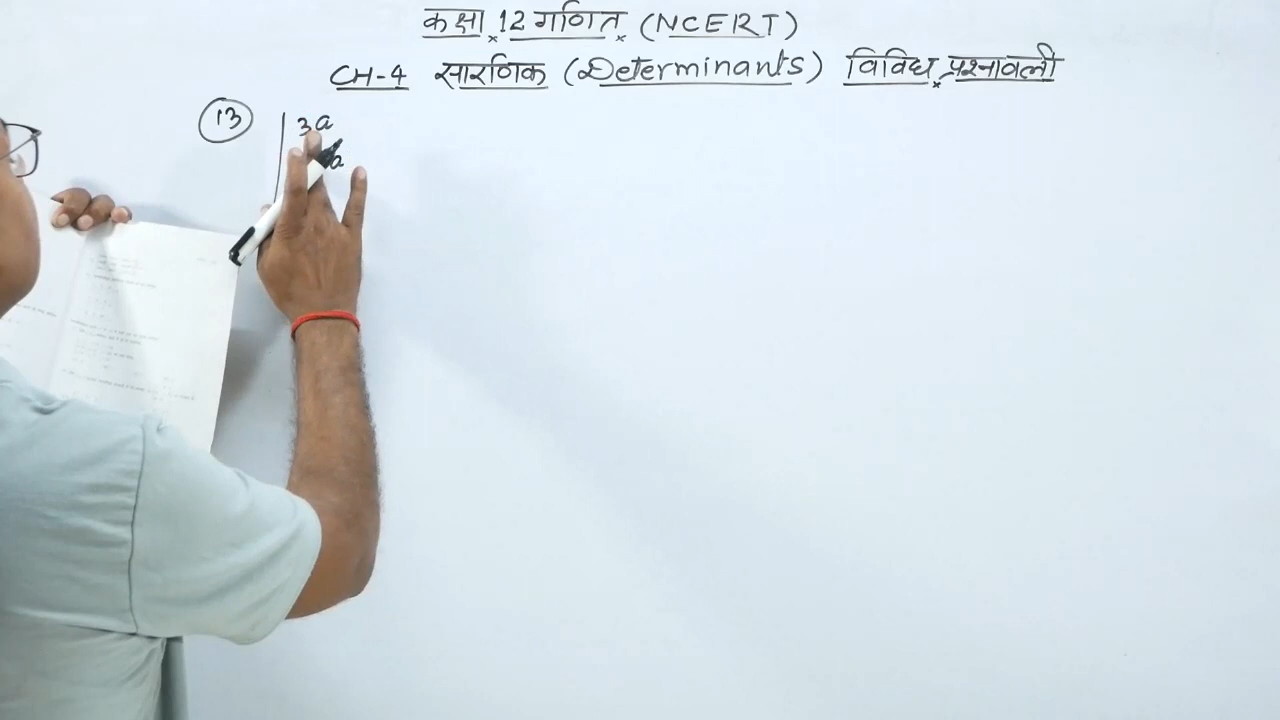 कक्षा 12 गणित (NCERT)
CH-4 सारणिक (Determinants) विविध प्रश्नावली
13 | 3a
a